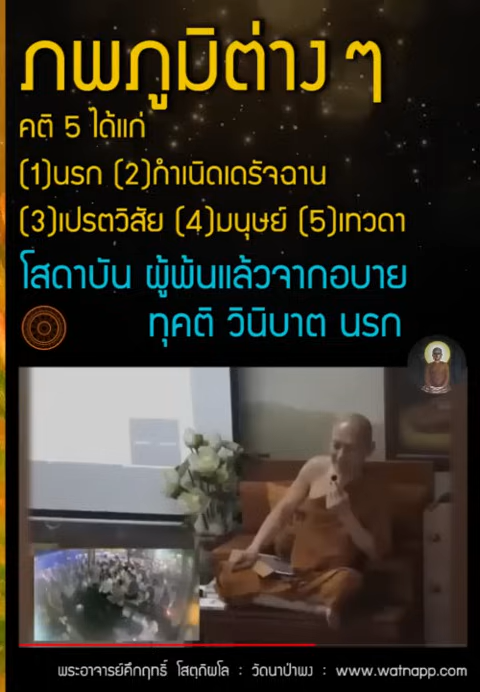 ภพภูมิต่าง ๆ
คติ 5 ได้แก่
(1)นรก (2)กำเนิดเดรัจฉาน
(3)เปรตวิสัย (4)มนุษย์ (5)เทวดา
โสดาบัน ผู้พ้นแล้วจากอบาย
ทุคติ วินิบาต นรก
พระอาจารย์คึกฤทธิ์ โสตฺถิผโล : วัดนาป่าพง : www.watnapp.com